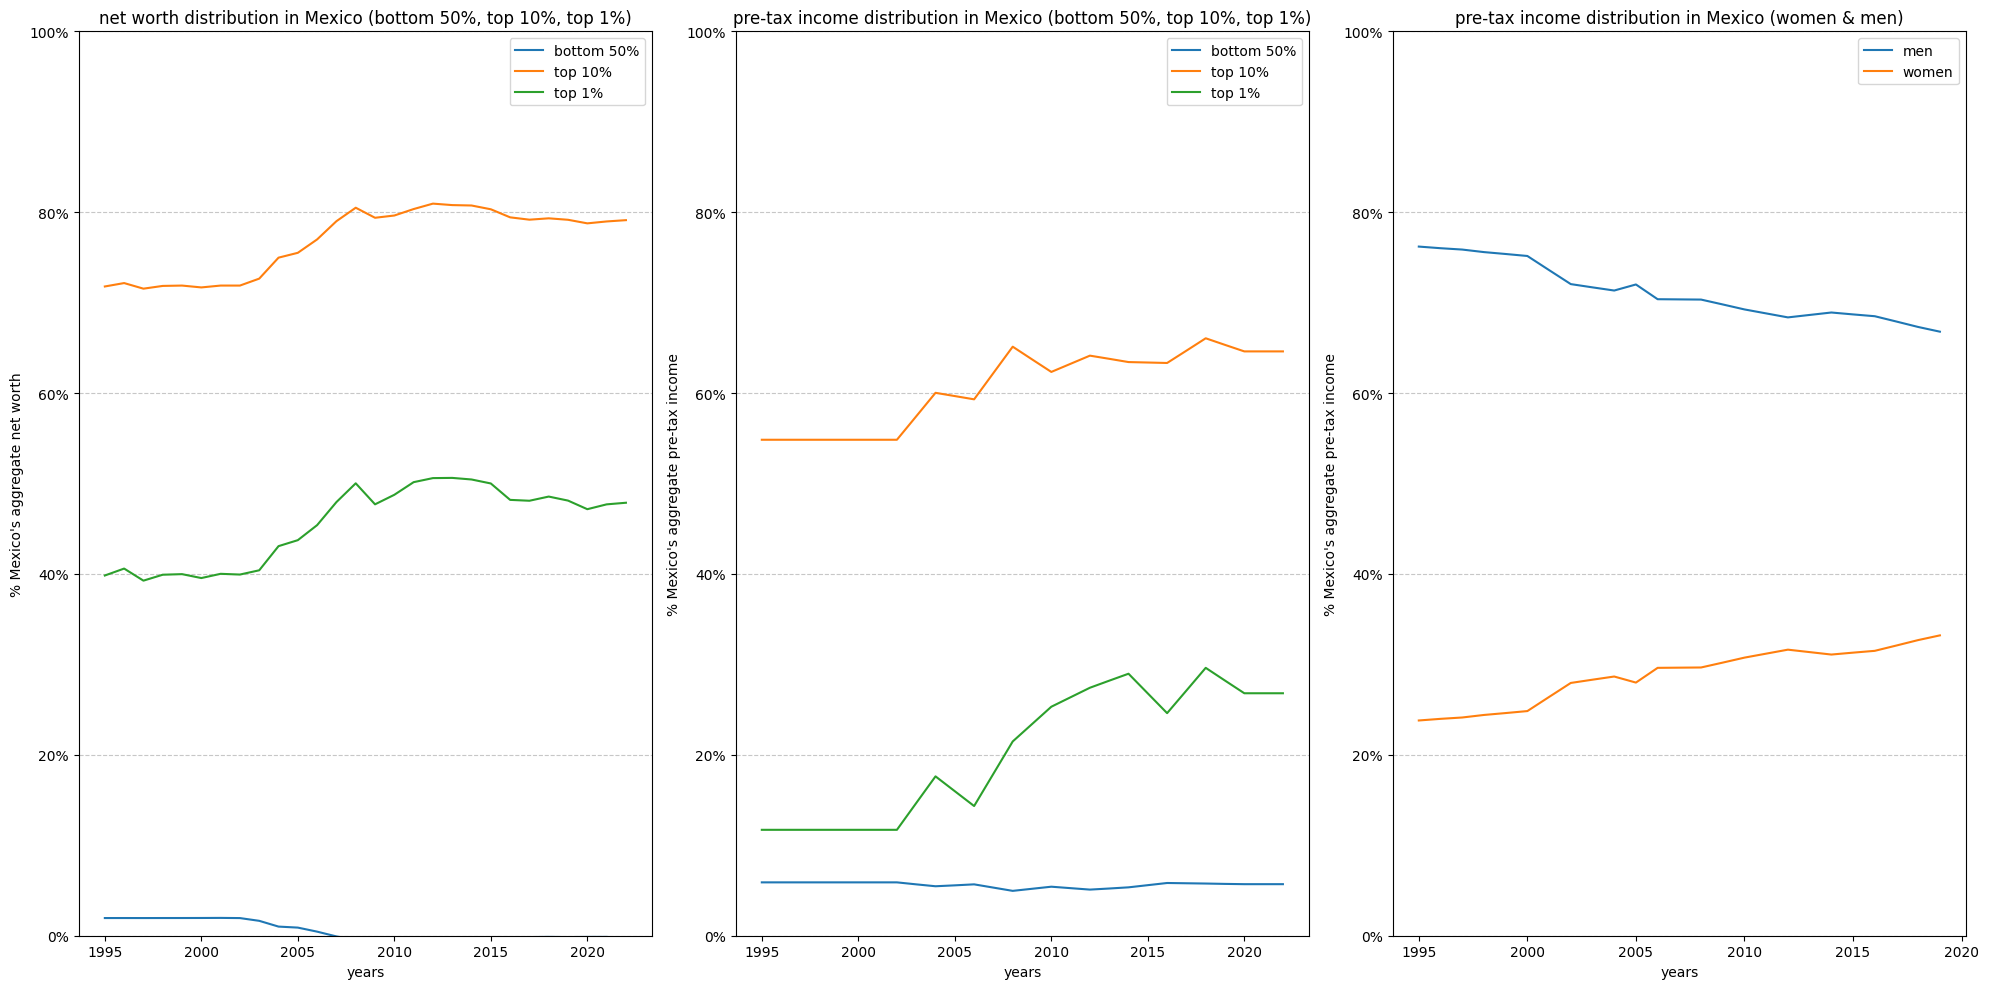 net worth distribution in Mexico (bottom 50%, top 10%, top 1%)
100%
80%
60%
40%
20%
0%
% Mexico's aggregate net worth
bottom 50%
top 10%
top 1%
1995
2000
2005
2010
2015
2020
years
pre-tax income distribution in Mexico (bottom 50%, top 10%, top 1%)
100%
80%
60%
40%
20%
0%
% Mexico's aggregate pre-tax income
bottom 50%
top 10%
top 1%
1995
2000
2005
2010
2015
2020
years
pre-tax income distribution in Mexico (women & men)
100%
80%
60%
40%
20%
0%
% Mexico's aggregate pre-tax income
men
women
1995
2000
2005
2010
2015
2020
years